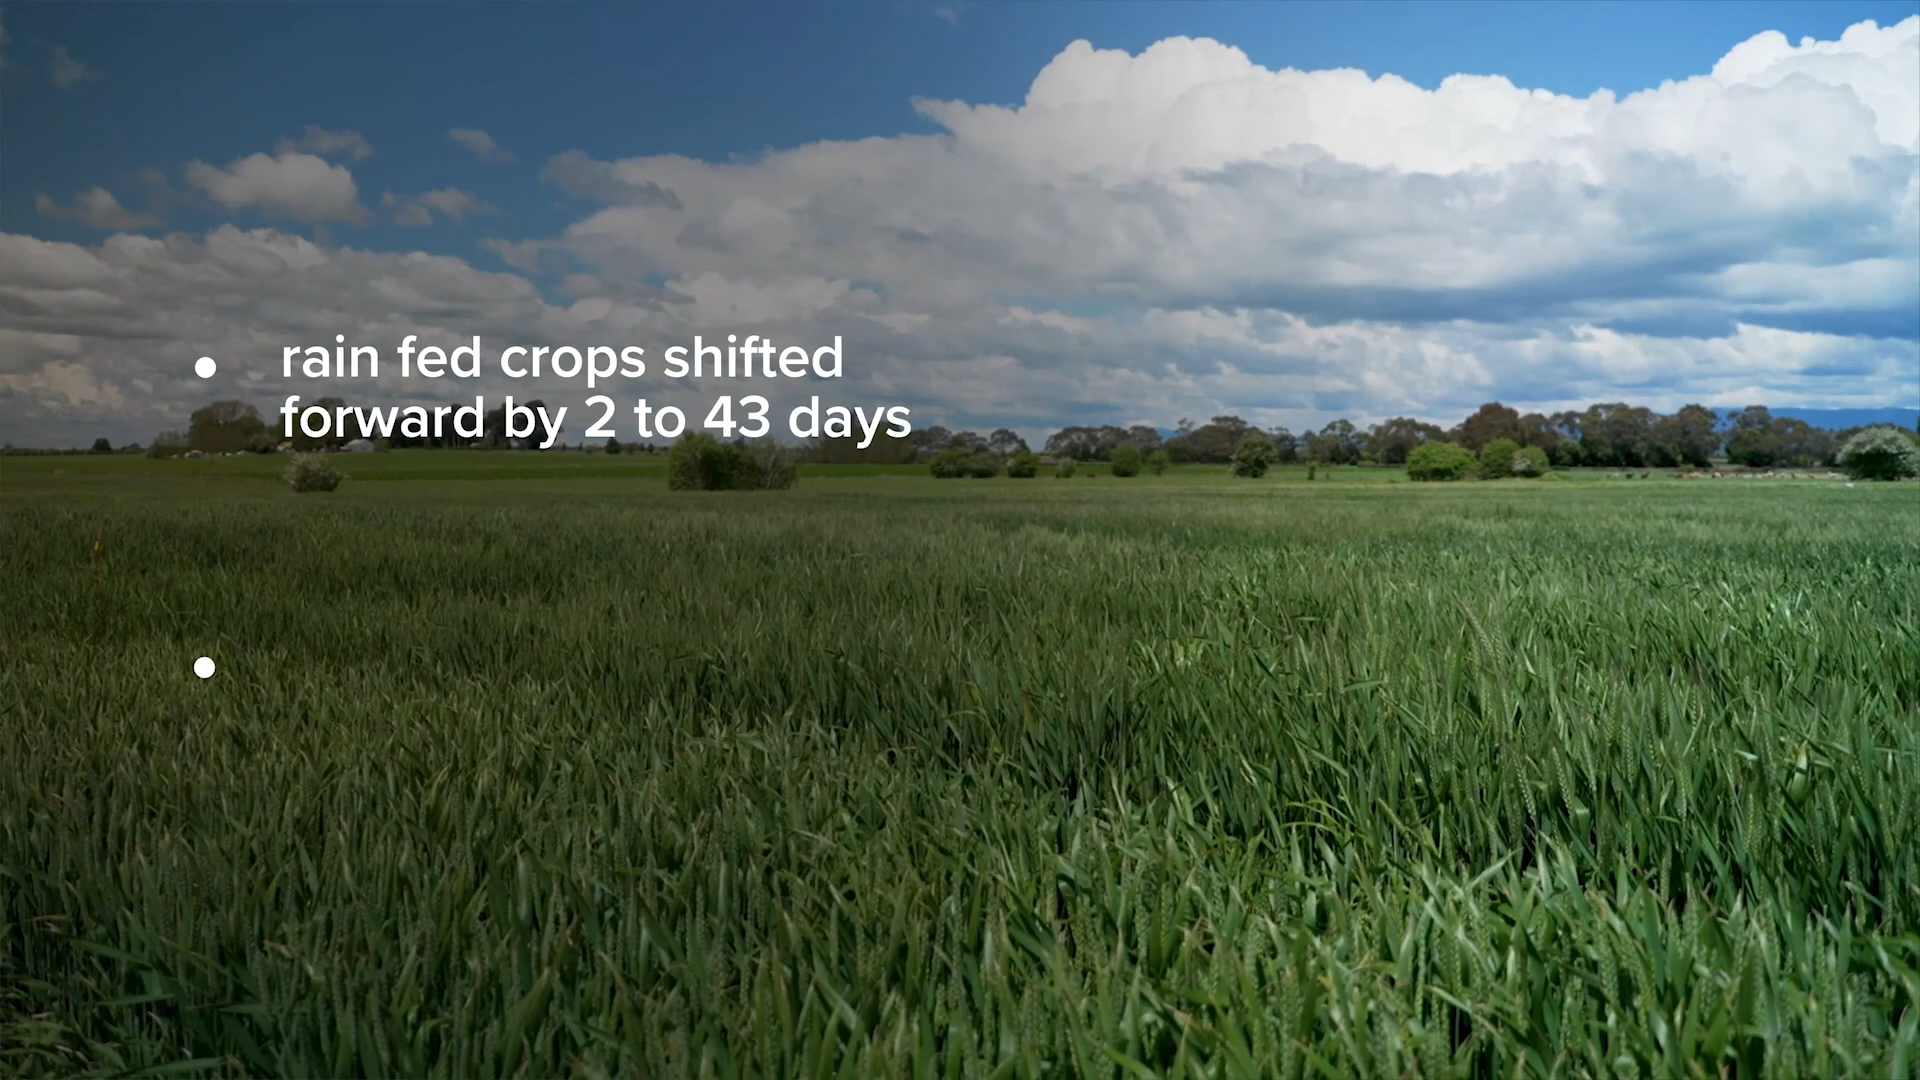 • rain fed crops shifted
forward by 2 to 43 days
•